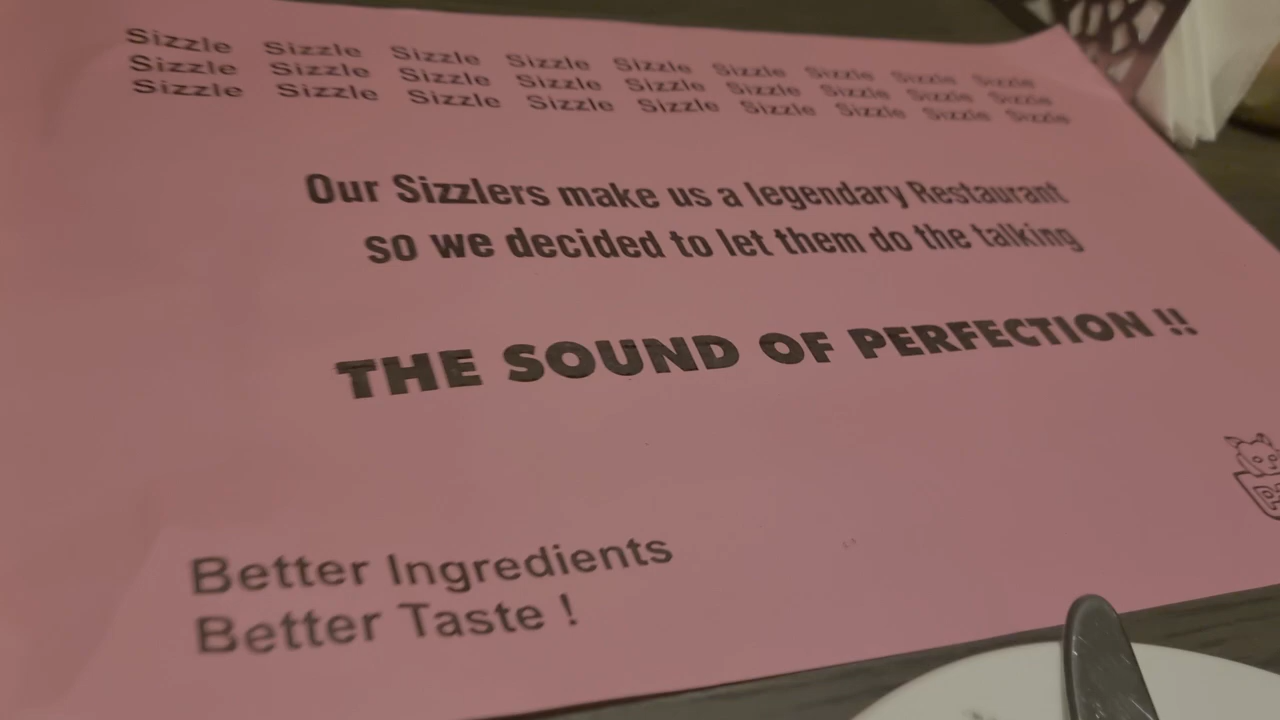 Sizzle Sizzle Sizzle Sizzle Sizzle Sizzle Sizzle Sizzle Sizzle
Sizzle Sizzle Sizzle Sizzle Sizzle Sizzle Sizzle Sizzle Sizzle
Sizzle Sizzle Sizzle Sizzle Sizzle Sizzle Sizzle Sizzle Sizzle
Our Sizzlers make us a legendary Restaurant
so we decided to let them do the talking
THE SOUND OF PERFECTION !!
Better Ingredients
Better Taste !